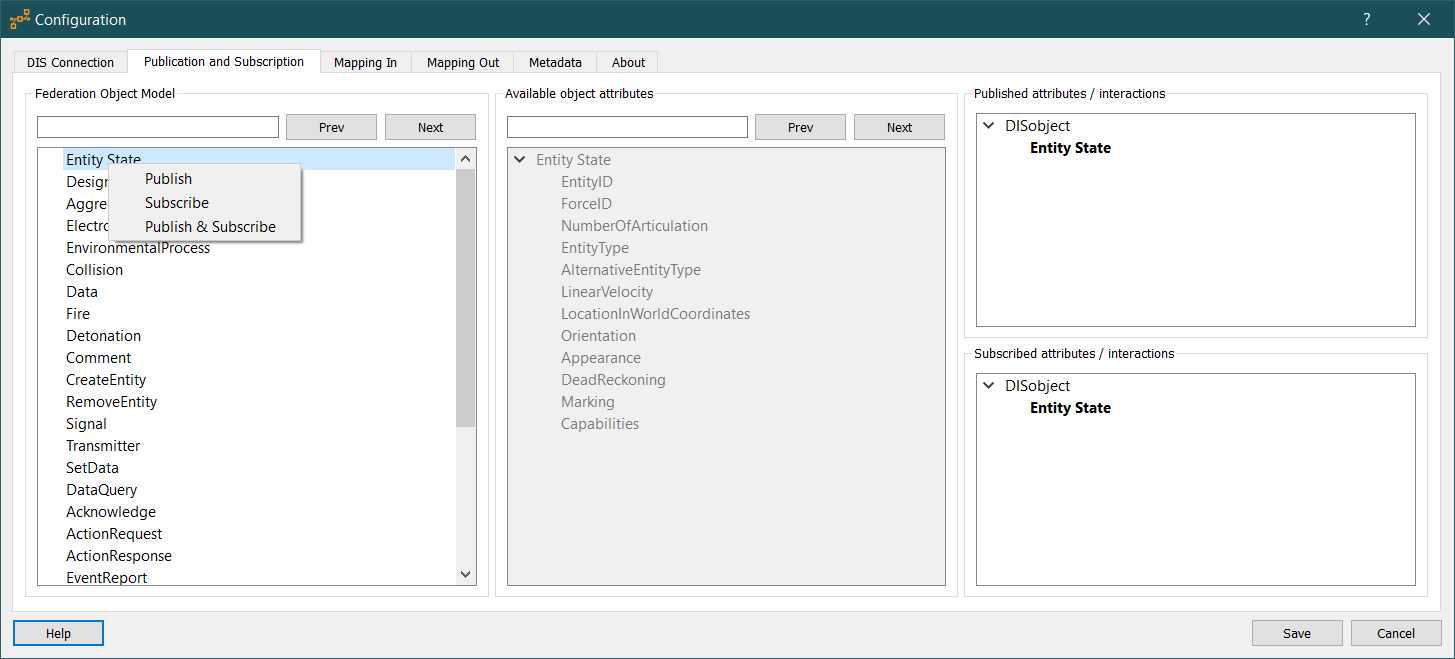 Configuration
?
DIS Connection
Publication and Subscription
Mapping In
Mapping Out
Metadata
About
Federation Object Model
Prev
Next
Entity State
Desig
Aggre
Electro
EnvironmentalProcess
Collision
Data
Fire
Detonation
Comment
CreateEntity
RemoveEntity
Signal
Transmitter
SetData
DataQuery
Acknowledge
ActionRequest
ActionResponse
EventReport
Publish
Subscribe
Publish & Subscribe
Available object attributes
Prev
Next
Entity State
EntityID
ForceID
NumberOfArticulation
EntityType
AlternativeEntityType
LinearVelocity
LocationInWorldCoordinates
Orientation
Appearance
DeadReckoning
Marking
Capabilities
Published attributes / interactions
DISobject
Entity State
Subscribed attributes / interactions
DISobject
Entity State
Help
Save
Cancel